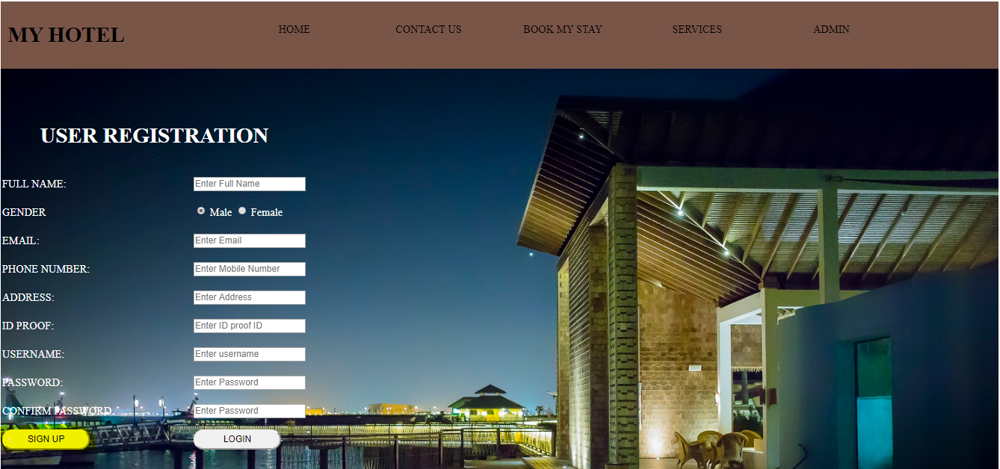 MY HOTEL
HOME CONTACT US BOOK MY STAY SERVICES ADMIN
USER REGISTRATION
FULL NAME: Enter Full Name
GENDER Male Female
EMAIL: Enter Email
PHONE NUMBER: Enter Mobile Number
ADDRESS: Enter Address
ID PROOF: Enter ID proof ID
USERNAME: Enter username
PASSWORD: Enter Password
CONFIRM PASSWORD Enter Password
SIGN UP LOGIN